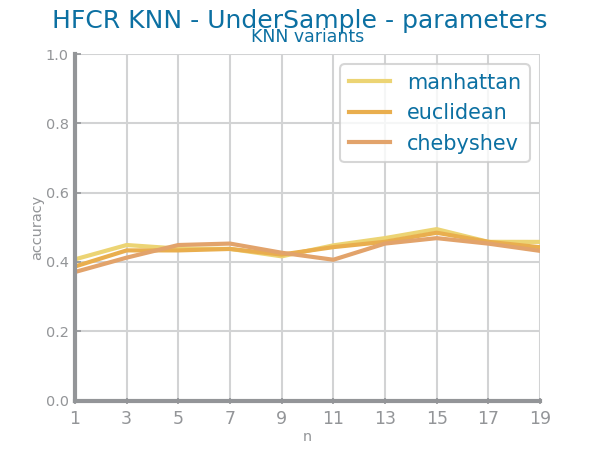 HFCR KNN - UnderSample - parameters
KNN variants
manhattan
euclidean
chebyshev
accuracy
1.0
0.8
0.6
0.4
0.2
0.0
1 3 5 7 9 11 13 15 17 19
n